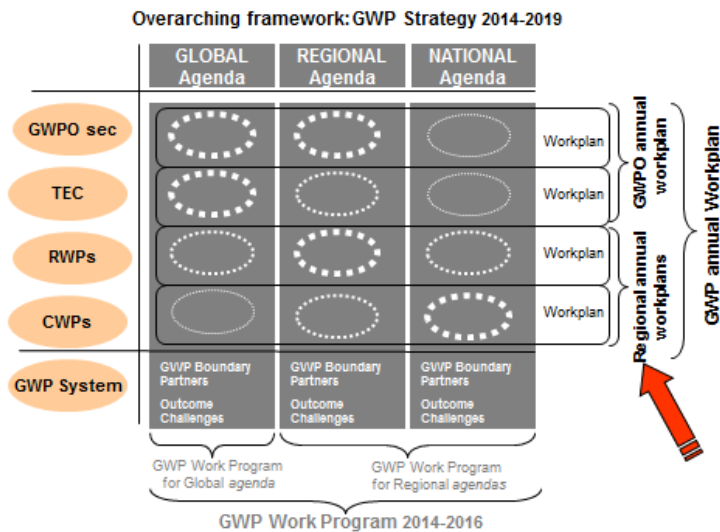 Overarching framework: GWP Strategy 2014-2019
GLOBAL
Agenda
REGIONAL
Agenda
NATIONAL
Agenda
GWPO sec
Workplan
TEC
Workplan
RWPs
Workplan
CWPs
Workplan
GWPO annual
workplan
Regional annual
workplans
GWP annual Workplan
GWP System
GWP Boundary
Partners
Outcome
Challenges
GWP Boundary
Partners
Outcome
Challenges
GWP Boundary
Partners
Outcome
Challenges
GWP Work Program
for Global agenda
GWP Work Program
for Regional agendas
GWP Work Program 2014-2016